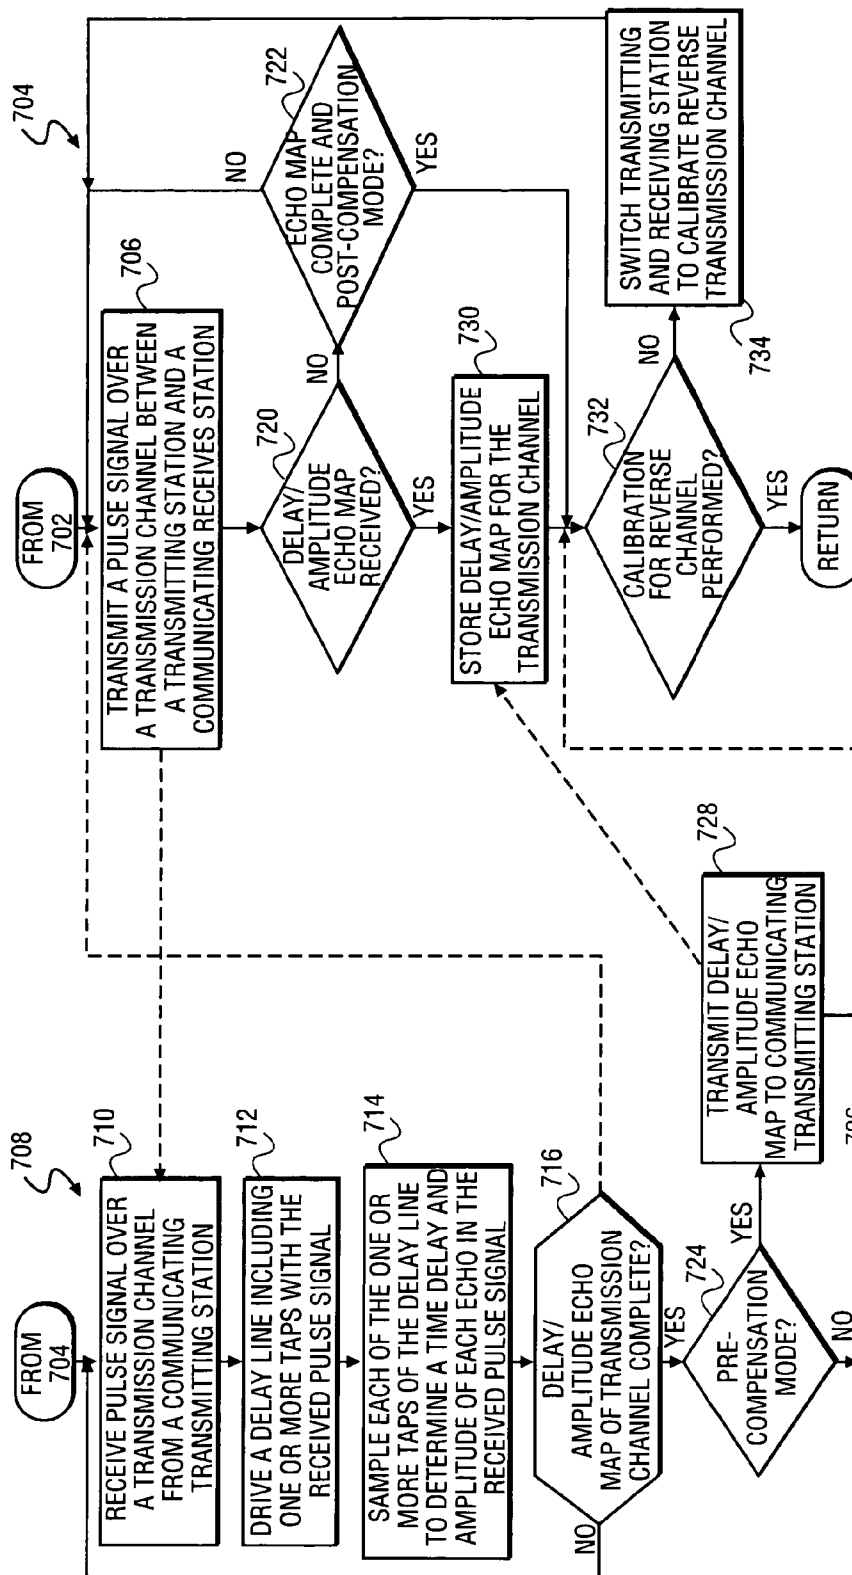 708
FROM
704
710
RECEIVE PULSE SIGNAL OVER
A TRANSMISSION CHANNEL
FROM A COMMUNICATING
TRANSMITTING STATION
712
DRIVE A DELAY LINE INCLUDING
ONE OR MORE TAPS WITH THE
RECEIVED PULSE SIGNAL
714
SAMPLE EACH OF THE ONE OR
MORE TAPS OF THE DELAY LINE
TO DETERMINE A TIME DELAY AND
AMPLITUDE OF EACH ECHO IN THE
RECEIVED PULSE SIGNAL
716
DELAY/
AMPLITUDE ECHO
MAP OF TRANSMISSION
CHANNEL COMPLETE?
NO
YES
724
PRE-
COMPENSATION
MODE?
YES
NO
728
TRANSMIT DELAY/
AMPLITUDE ECHO
MAP TO COMMUNICATING
TRANSMITTING STATION
704
FROM
702
706
TRANSMIT A PULSE SIGNAL OVER
A TRANSMISSION CHANNEL BETWEEN
A TRANSMITTING STATION AND A
COMMUNICATING RECEIVES STATION
720
DELAY/
AMPLITUDE
ECHO MAP
RECEIVED?
NO
YES
722
ECHO MAP
COMPLETE AND
POST-COMPENSATION
MODE?
NO
YES
730
STORE DELAY/AMPLITUDE
ECHO MAP FOR THE
TRANSMISSION CHANNEL
732
CALIBRATION
FOR REVERSE
CHANNEL
PERFORMED?
NO
YES
734
SWITCH TRANSMITTING
AND RECEIVING STATION
TO CALIBRATE REVERSE
TRANSMISSION CHANNEL
RETURN